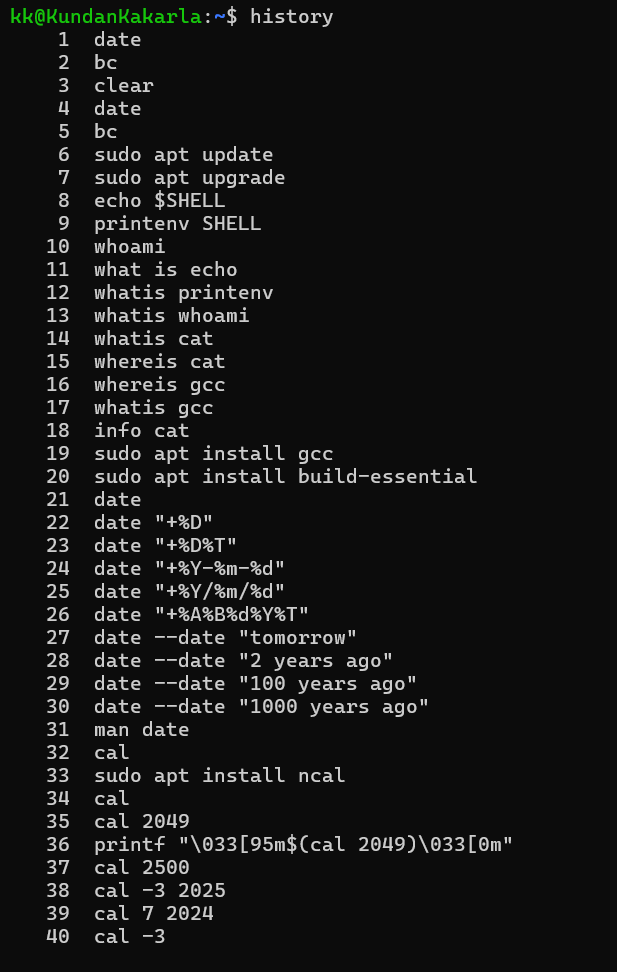 kk@KundanKakarla:~$ history
1 date
2 bc
3 clear
4 date
5 bc
6 sudo apt update
7 sudo apt upgrade
8 echo $SHELL
9 printenv SHELL
10 whoami
11 what is echo
12 whatis printenv
13 whatis whoami
14 whatis cat
15 whereis cat
16 whereis gcc
17 whatis gcc
18 info cat
19 sudo apt install gcc
20 sudo apt install build-essential
21 date
22 date "+%D"
23 date "+%D%T"
24 date "+%Y-%m-%d"
25 date "+%Y/%m/%d"
26 date "+%A%B%d%Y%T"
27 date --date "tomorrow"
28 date --date "2 years ago"
29 date --date "100 years ago"
30 date --date "1000 years ago"
31 man date
32 cal
33 sudo apt install ncal
34 cal
35 cal 2049
36 printf "\033[95m$(cal 2049)\033[0m"
37 cal 2500
38 cal -3 2025
39 cal 7 2024
40 cal -3